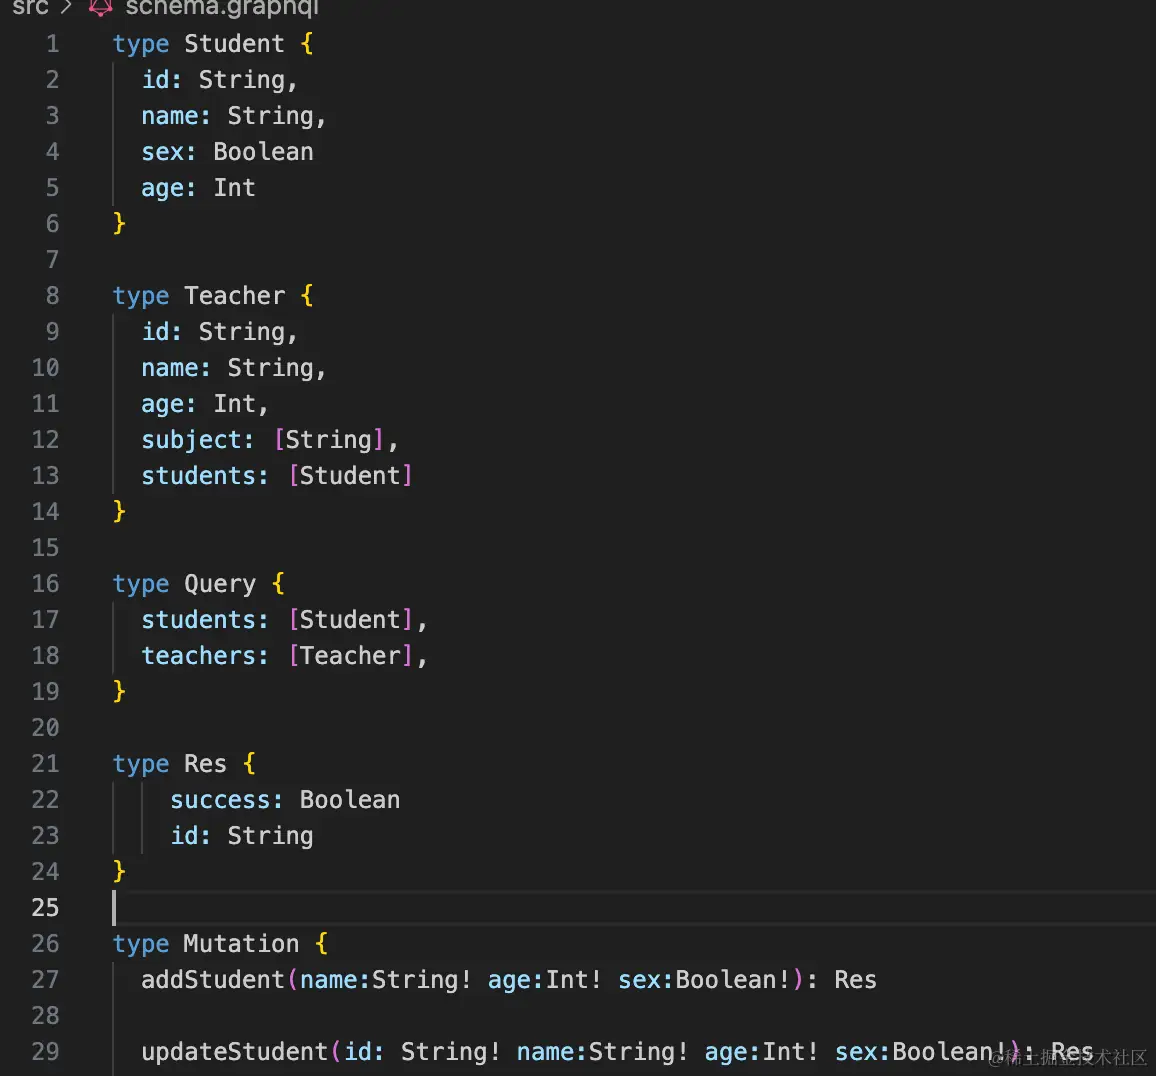 src > schema.graphql
1 type Student {
2 id: String,
3 name: String,
4 sex: Boolean
5 age: Int
6 }
7
8 type Teacher {
9 id: String,
10 name: String,
11 age: Int,
12 subject: [String],
13 students: [Student]
14 }
15
16 type Query {
17 students: [Student],
18 teachers: [Teacher],
19 }
20
21 type Res {
22 success: Boolean
23 id: String
24 }
25
26 type Mutation {
27 addStudent(name:String! age:Int! sex:Boolean!): Res
28
29 updateStudent(id: String! name:String! age:Int! sex:Boolean!): Res
@稀土掘金技术社区